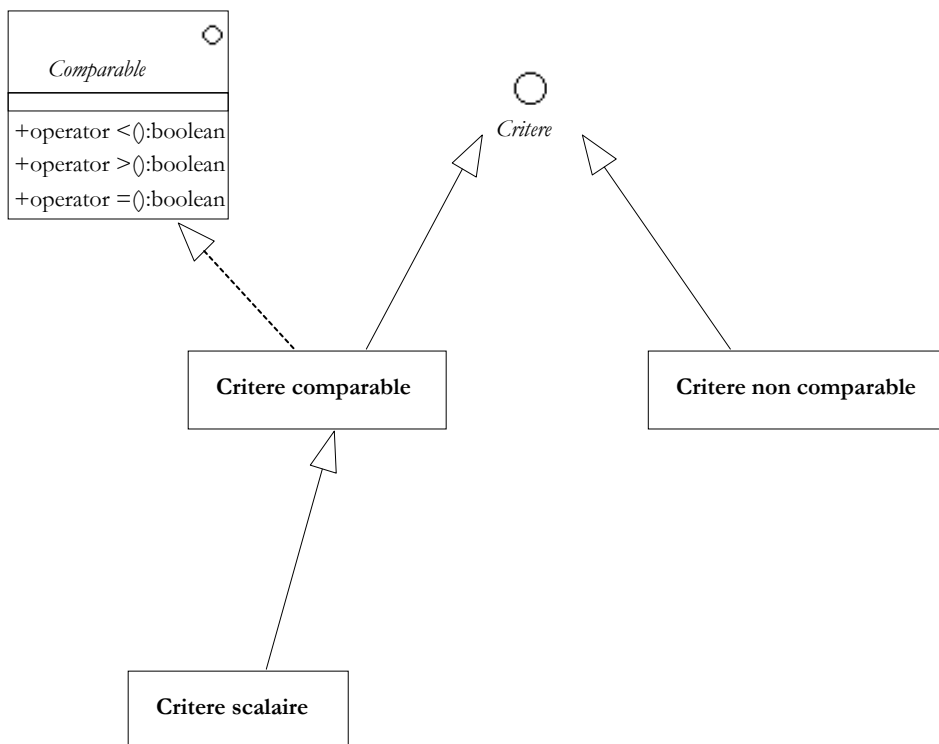 Comparable
+operator <():boolean
+operator >():boolean
+operator =():boolean
Critere
Critere comparable
Critere non comparable
Critere scalaire